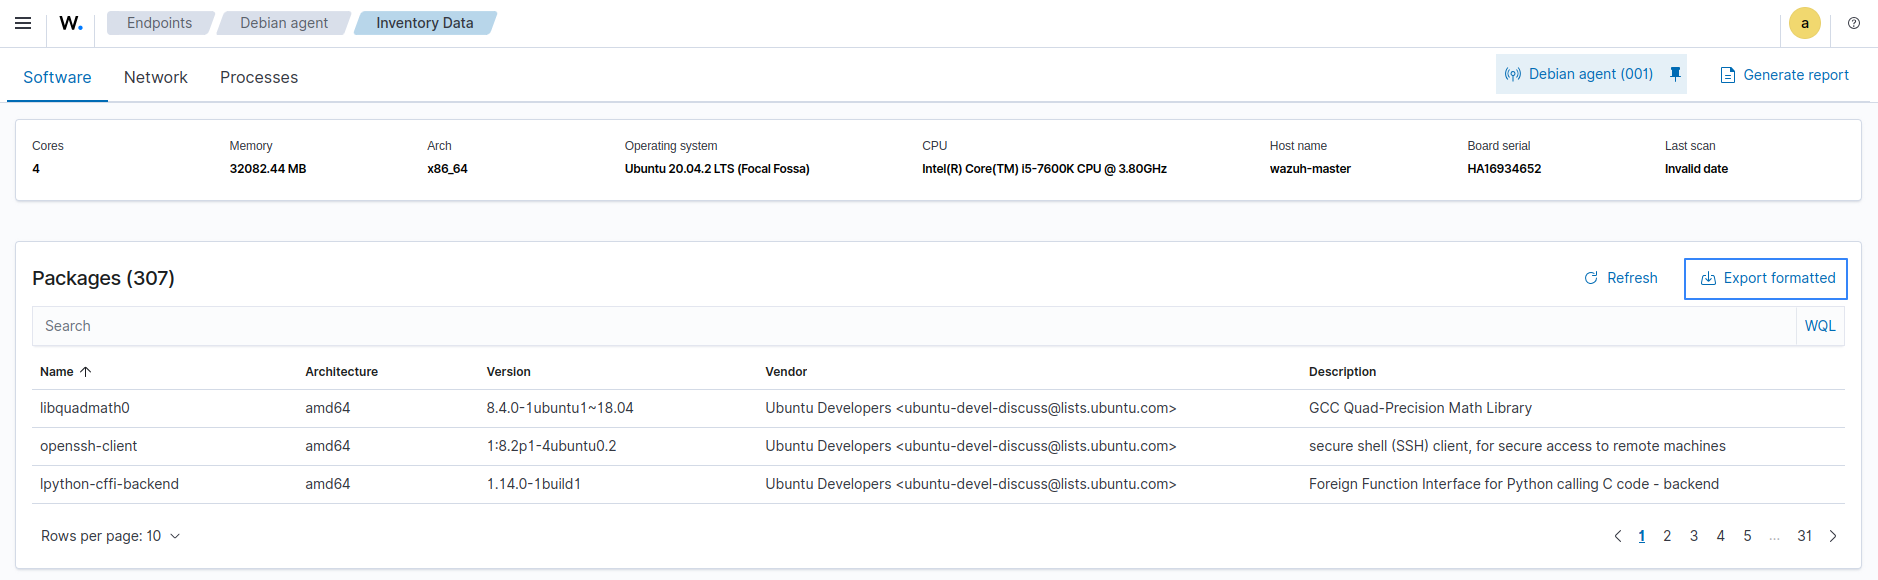 W. Endpoints Debian agent Inventory Data a
Software Network Processes Debian agent (001) Generate report
Cores Memory Arch Operating system CPU Host name Board serial Last scan
4 32082.44 MB x86_64 Ubuntu 20.04.2 LTS (Focal Fossa) Intel(R) Core(TM) i5-7600K CPU @ 3.80GHz wazuh-master HA16934652 Invalid date
Packages (307) Refresh Export formatted
Search WQL
Name Architecture Version Vendor Description
libquadmath0 amd64 8.4.0-1ubuntu1~18.04 Ubuntu Developers <ubuntu-devel-discuss@lists.ubuntu.com> GCC Quad-Precision Math Library
openssh-client amd64 1:8.2p1-4ubuntu0.2 Ubuntu Developers <ubuntu-devel-discuss@lists.ubuntu.com> secure shell (SSH) client, for secure access to remote machines
lpython-cffi-backend amd64 1.14.0-1build1 Ubuntu Developers <ubuntu-devel-discuss@lists.ubuntu.com> Foreign Function Interface for Python calling C code - backend
Rows per page: 10 1 2 3 4 5 ... 31